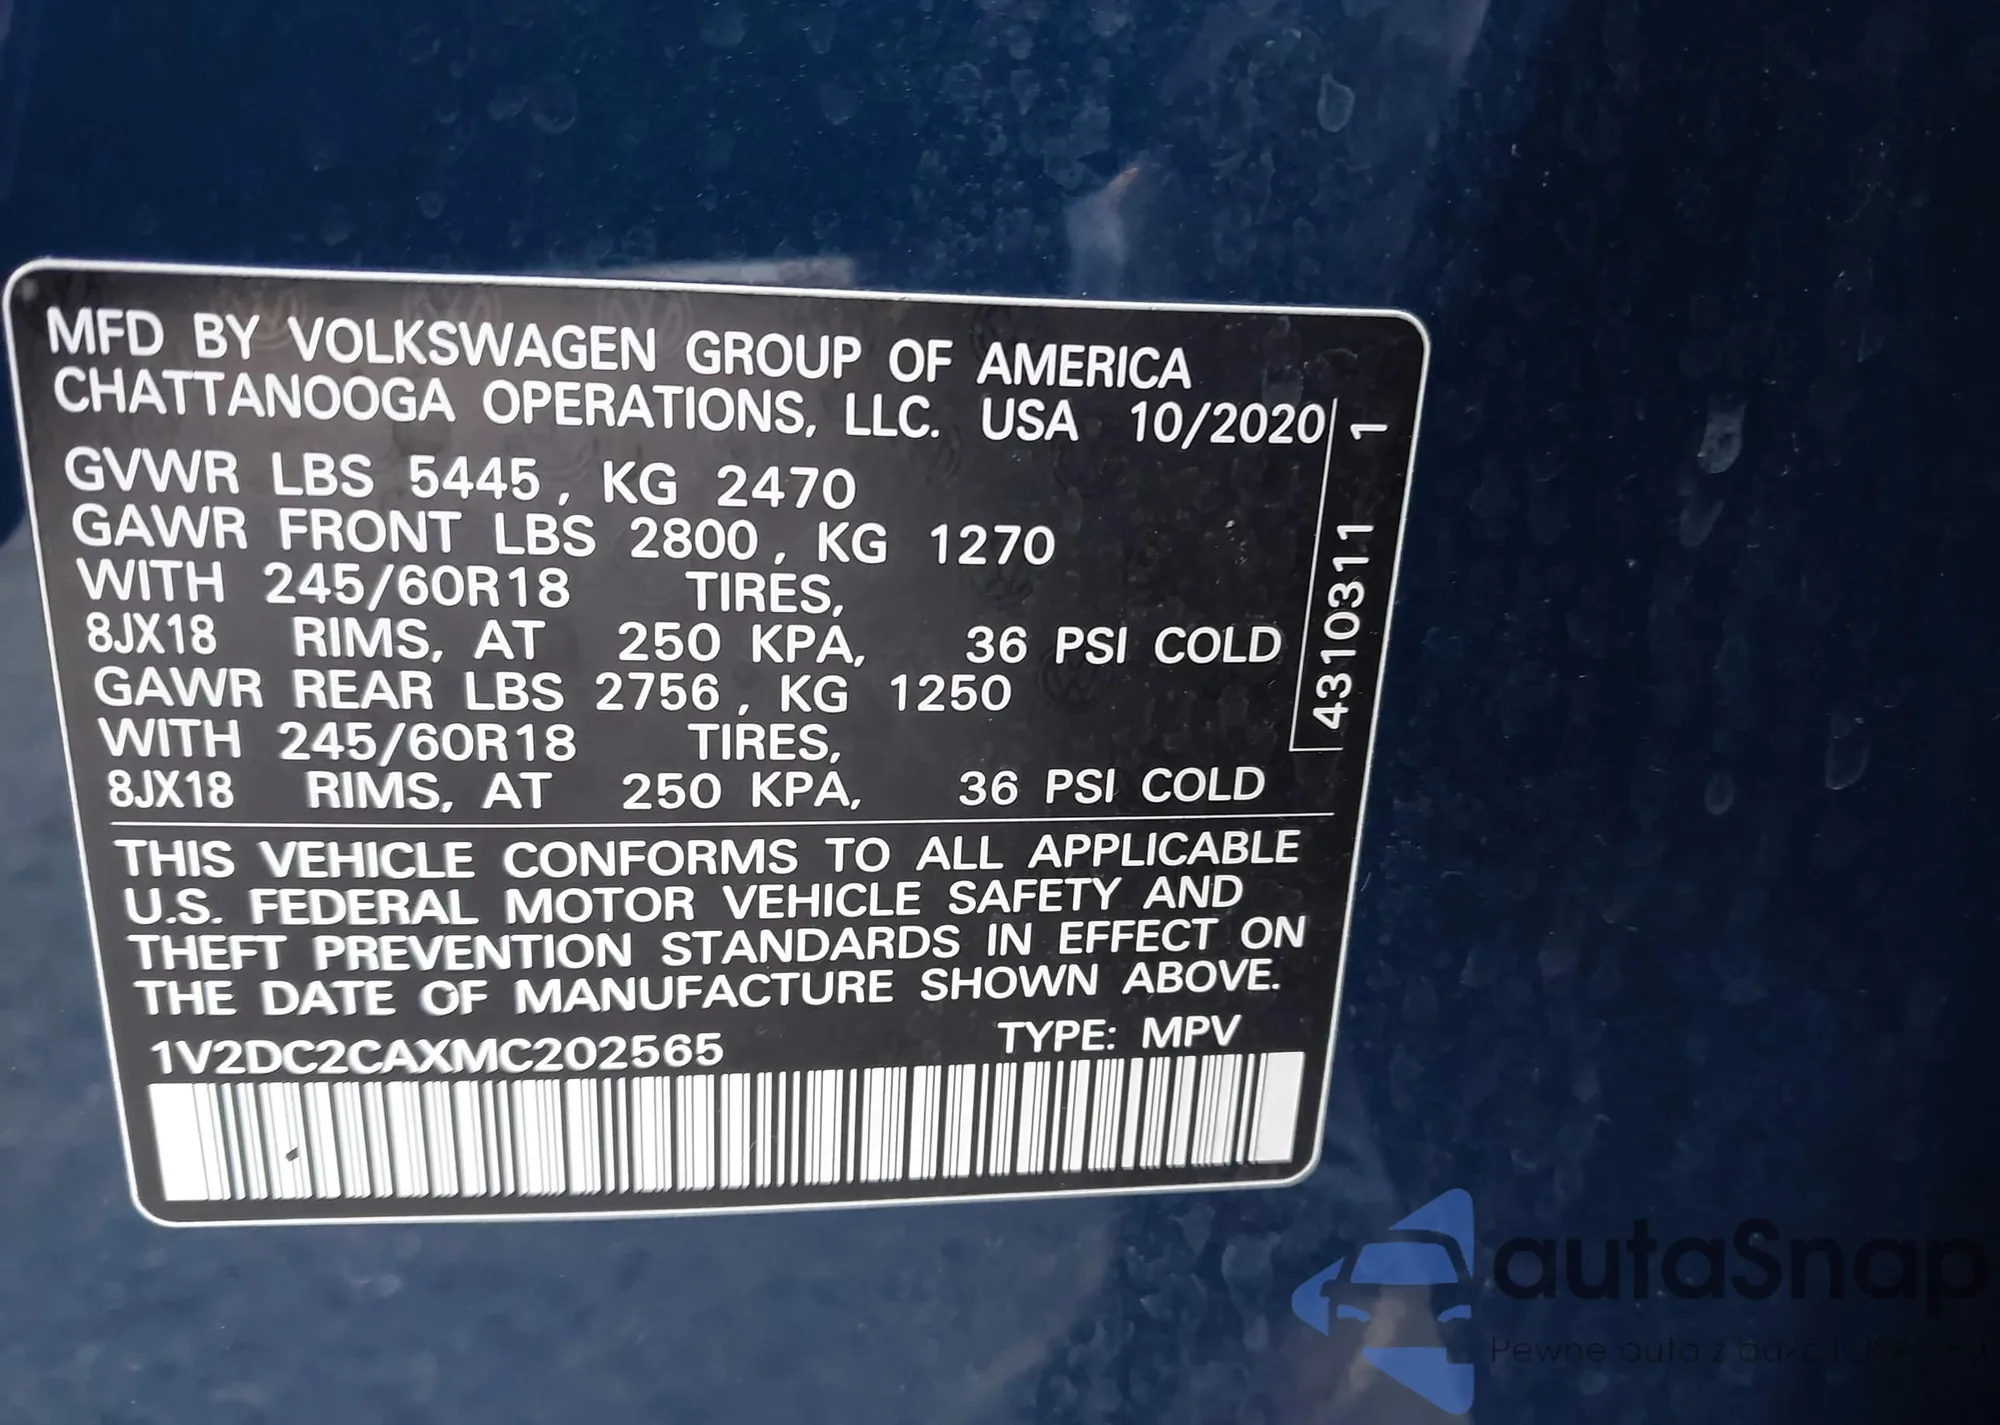 MFD BY VOLKSWAGEN GROUP OF AMERICA
CHATTANOOGA OPERATIONS, LLC. USA 10/2020
GVWR LBS 5445, KG 2470
GAWR FRONT LBS 2800, KG 1270
WITH 245/60R18 TIRES,
8JX18 RIMS, AT 250 KPA, 36 PSI COLD
GAWR REAR LBS 2756, KG 1250
WITH 245/60R18 TIRES,
8JX18 RIMS, AT 250 KPA, 36 PSI COLD
4310311 1
THIS VEHICLE CONFORMS TO ALL APPLICABLE
U.S. FEDERAL MOTOR VEHICLE SAFETY AND
THEFT PREVENTION STANDARDS IN EFFECT ON
THE DATE OF MANUFACTURE SHOWN ABOVE.
1V2DC2CAXMC202565 TYPE: MPV
autaSnap
Pewne auta z